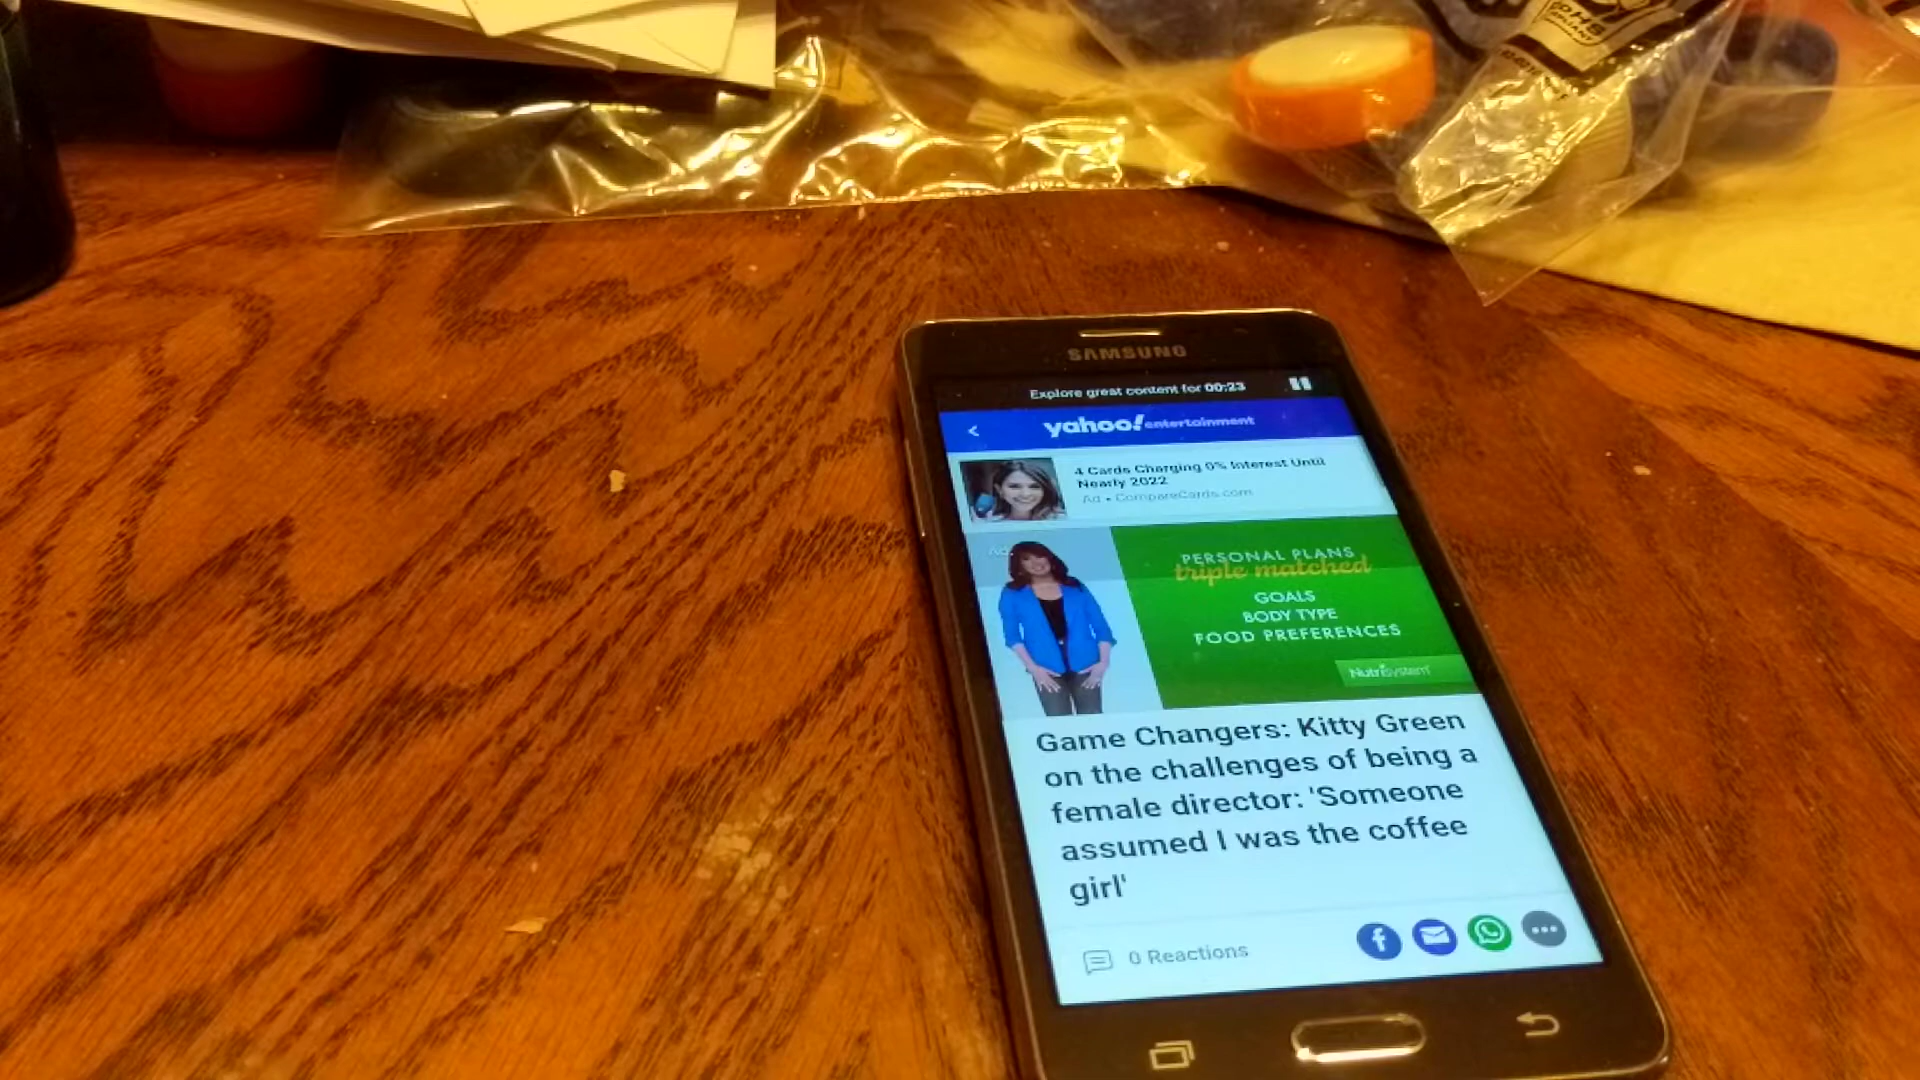 SAMSUNG
Explore great content for 00:23
yahoo! entertainment
4 Cards Charging 0% Interest Until
Nearly 2022
Ad • CompareCards.com
Ad
PERSONAL PLANS
triple matched
GOALS
BODY TYPE
FOOD PREFERENCES
Nutrisystem
Game Changers: Kitty Green
on the challenges of being a
female director: 'Someone
assumed I was the coffee
girl'
0 Reactions